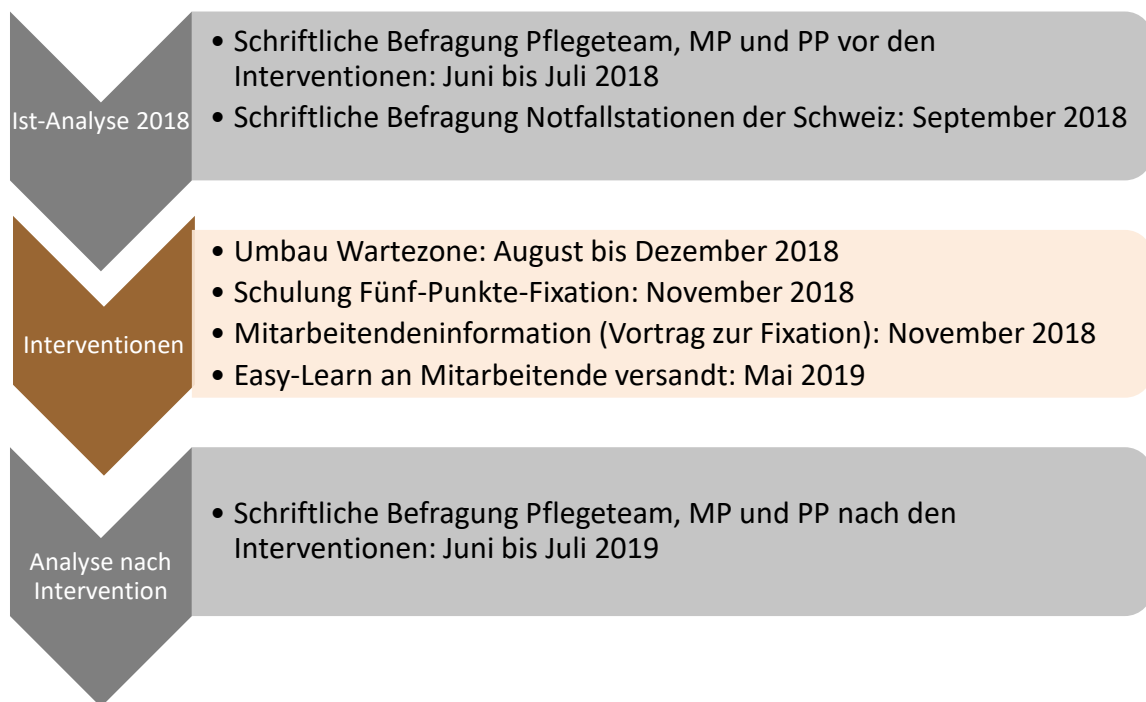 Ist-Analyse 2018
• Schriftliche Befragung Pflegeteam, MP und PP vor den
Interventionen: Juni bis Juli 2018
• Schriftliche Befragung Notfallstationen der Schweiz: September 2018
Interventionen
• Umbau Wartezone: August bis Dezember 2018
• Schulung Fünf-Punkte-Fixation: November 2018
• Mitarbeitendeninformation (Vortrag zur Fixation): November 2018
• Easy-Learn an Mitarbeitende versandt: Mai 2019
Analyse nach
Intervention
• Schriftliche Befragung Pflegeteam, MP und PP nach den
Interventionen: Juni bis Juli 2019